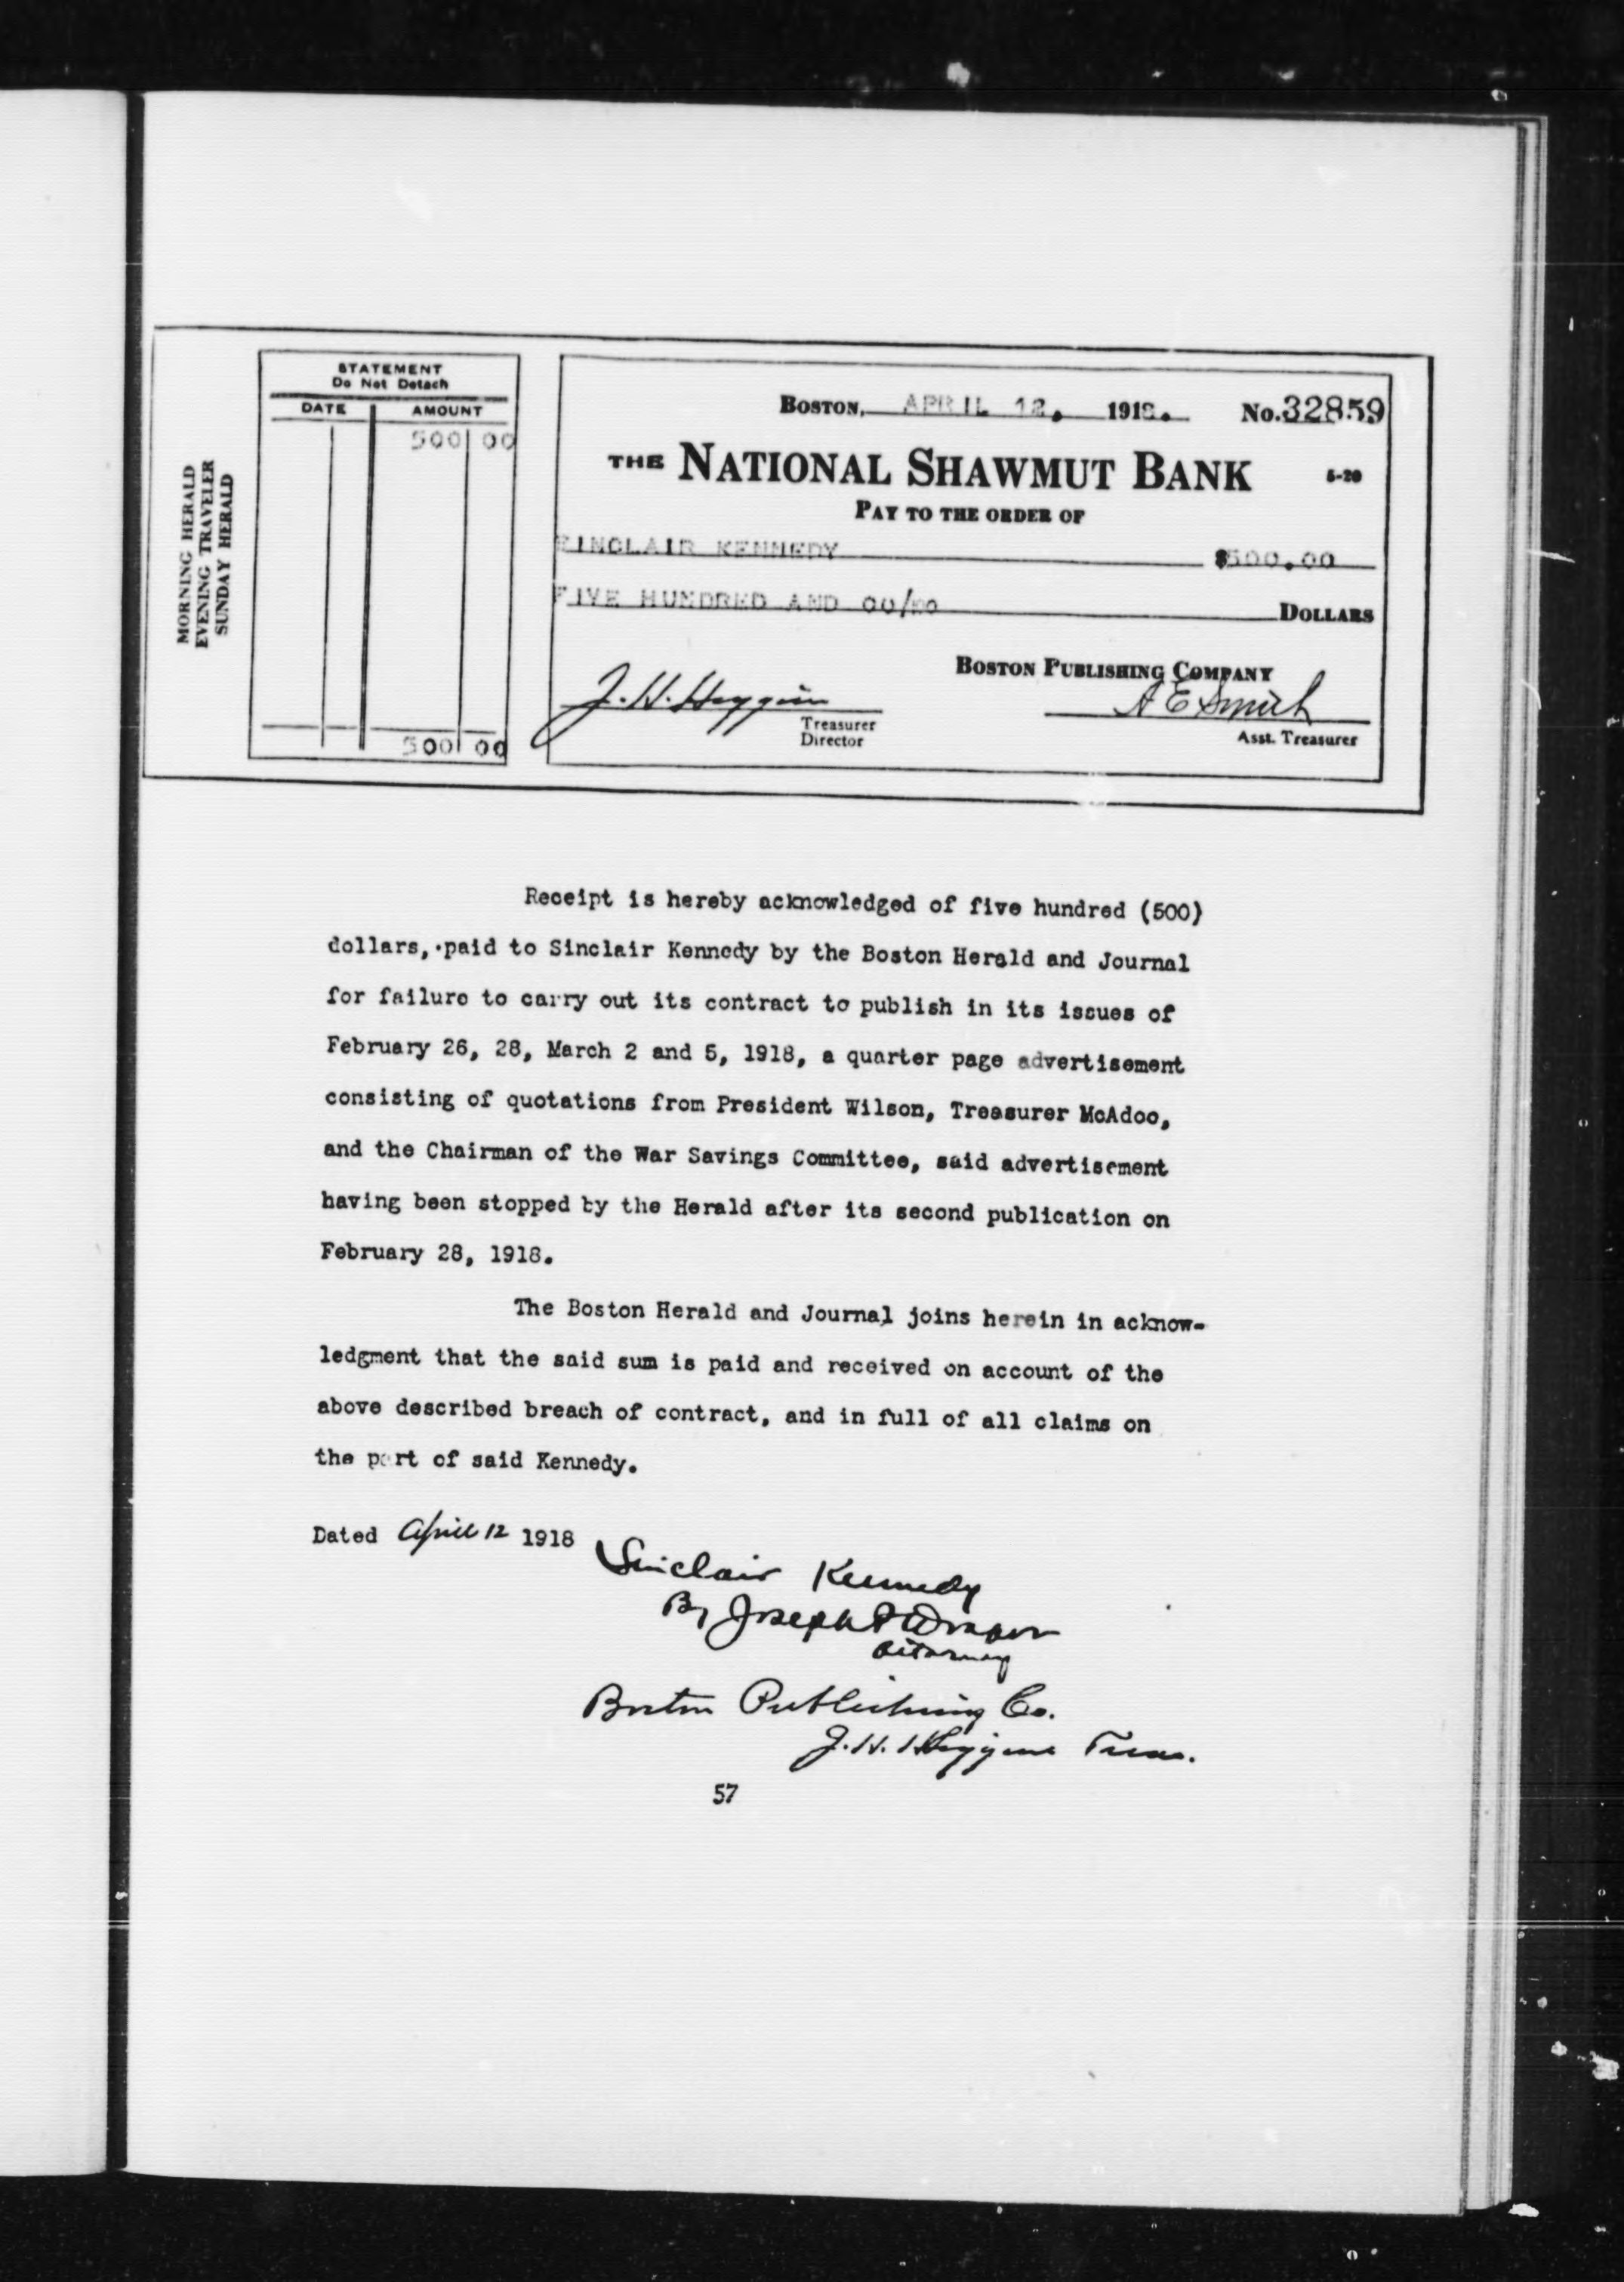 MORNING HERALD
EVENING TRAVELER
SUNDAY HERALD
STATEMENT
Do Not Detach
DATE AMOUNT
500 00
500 00
BOSTON, APRIL 12, 1918. No. 32859
THE NATIONAL SHAWMUT BANK 5-20
PAY TO THE ORDER OF
SINCLAIR KENNEDY $500.00
FIVE HUNDRED AND 00/00 DOLLARS
BOSTON PUBLISHING COMPANY
J. H. Higgins A E Smith
Treasurer
Director
Asst. Treasurer
Receipt is hereby acknowledged of five hundred (500)
dollars, paid to Sinclair Kennedy by the Boston Herald and Journal
for failure to carry out its contract to publish in its issues of
February 26, 28, March 2 and 5, 1918, a quarter page advertisement
consisting of quotations from President Wilson, Treasurer McAdoo,
and the Chairman of the War Savings Committee, said advertisement
having been stopped by the Herald after its second publication on
February 28, 1918.
The Boston Herald and Journal joins herein in acknow-
ledgment that the said sum is paid and received on account of the
above described breach of contract, and in full of all claims on
the part of said Kennedy.
Dated April 12 1918
Sinclair Kennedy
By Joseph
Attorney
Boston Publishing Co.
J. H. Higgins Treas.
57